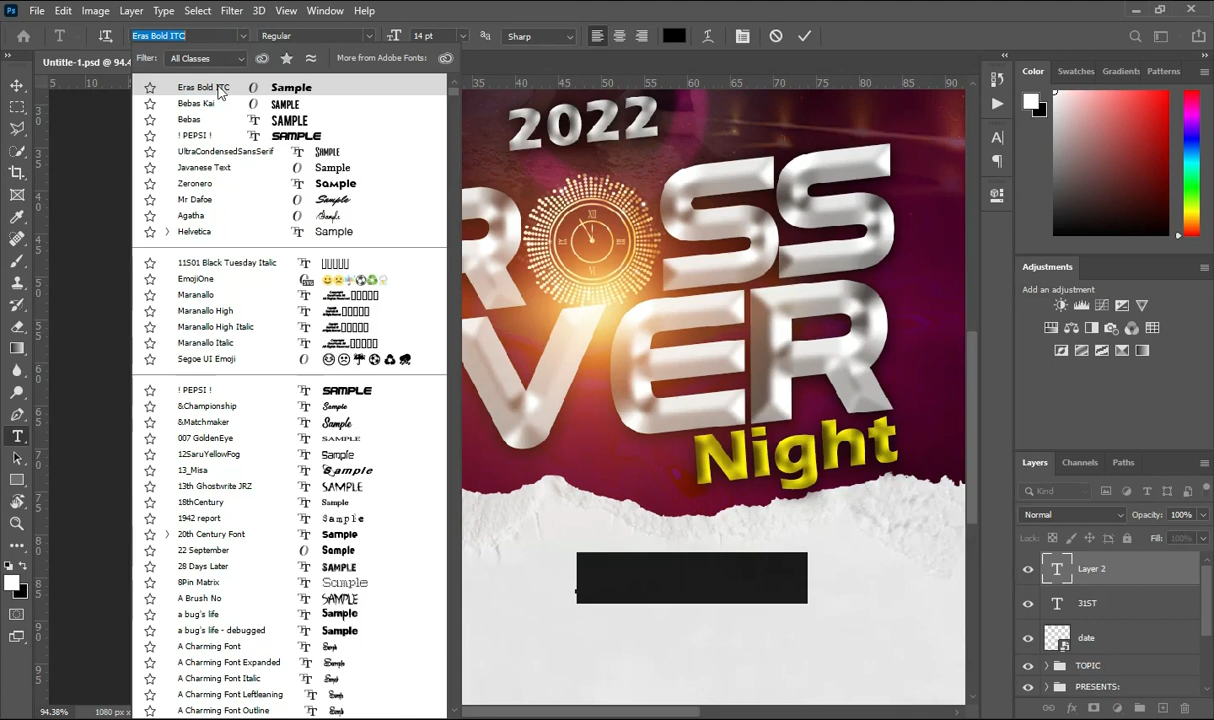 Ps File Edit Image Layer Type Select Filter 3D View Window Help
T Eras Bold ITC Regular 14 pt Sharp
Filter: All Classes More from Adobe Fonts:
Untitled-1.psd @ 94.4
5 10 35 40 45 50 55 60 65 70 75 80 85 90
Eras Bold ITC Sample
Bebas Kai SAMPLE
Bebas SAMPLE
! PEPSI ! SAMPLE
UltraCondensedSansSerif SAMPLE
Javanese Text Sample
Zeronero Sample
Mr Dafoe Sample
Agatha Sample
Helvetica Sample
11S01 Black Tuesday Italic
EmojiOne
Maranallo
Maranallo High
Maranallo High Italic
Maranallo Italic
Segoe UI Emoji
! PEPSI ! SAMPLE
&Championship Sample
&Matchmaker Sample
007 GoldenEye SAMPLE
12SaruYellowFog Sample
13_Misa Sample
13th Ghostwrite JRZ SAMPLE
18thCentury Sample
1942 report Sample
20th Century Font Sample
22 September Sample
28 Days Later SAMPLE
8Pin Matrix Sample
A Brush No SAMPLE
a bug's life Sample
a bug's life - debugged Sample
A Charming Font Sample
A Charming Font Expanded Sample
A Charming Font Italic Sample
A Charming Font Leftleaning Sample
A Charming Font Outline Sample
2022
ROSS
VER
Night
94.38% 1080 px
Color Swatches Gradients Patterns
Adjustments
Add an adjustment
Layers Channels Paths
Kind
Normal Opacity: 100%
Lock: Fill: 100%
T Layer 2
T 31ST
date
TOPIC
PRESENTS: